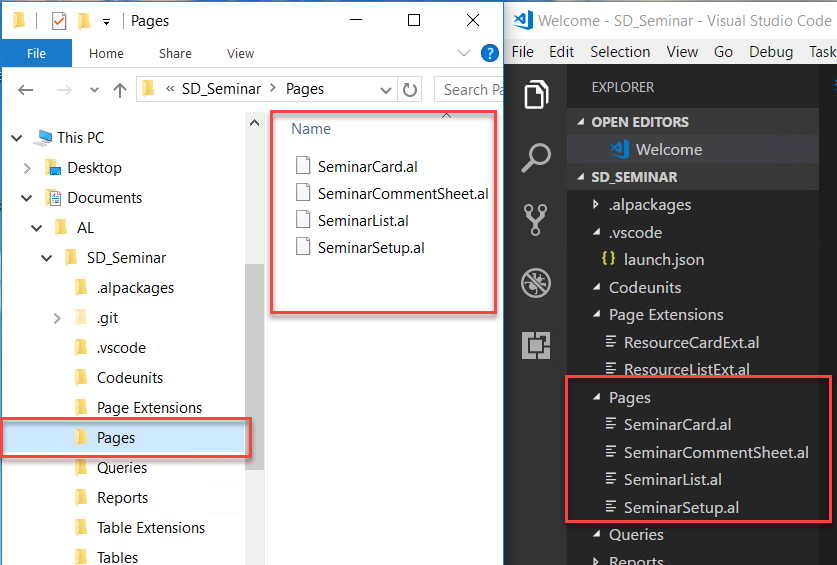 Pages
File Home Share View
« SD_Seminar > Pages
Search Pa
This PC
Desktop
Documents
AL
SD_Seminar
.alpackages
.git
.vscode
Codeunits
Page Extensions
Pages
Queries
Reports
Table Extensions
Tables
Name
SeminarCard.al
SeminarCommentSheet.al
SeminarList.al
SeminarSetup.al
Welcome - SD_Seminar - Visual Studio Code
File Edit Selection View Go Debug Task
EXPLORER
OPEN EDITORS
Welcome
SD_SEMINAR
.alpackages
.vscode
{} launch.json
Codeunits
Page Extensions
ResourceCardExt.al
ResourceListExt.al
Pages
SeminarCard.al
SeminarCommentSheet.al
SeminarList.al
SeminarSetup.al
Queries
Reports